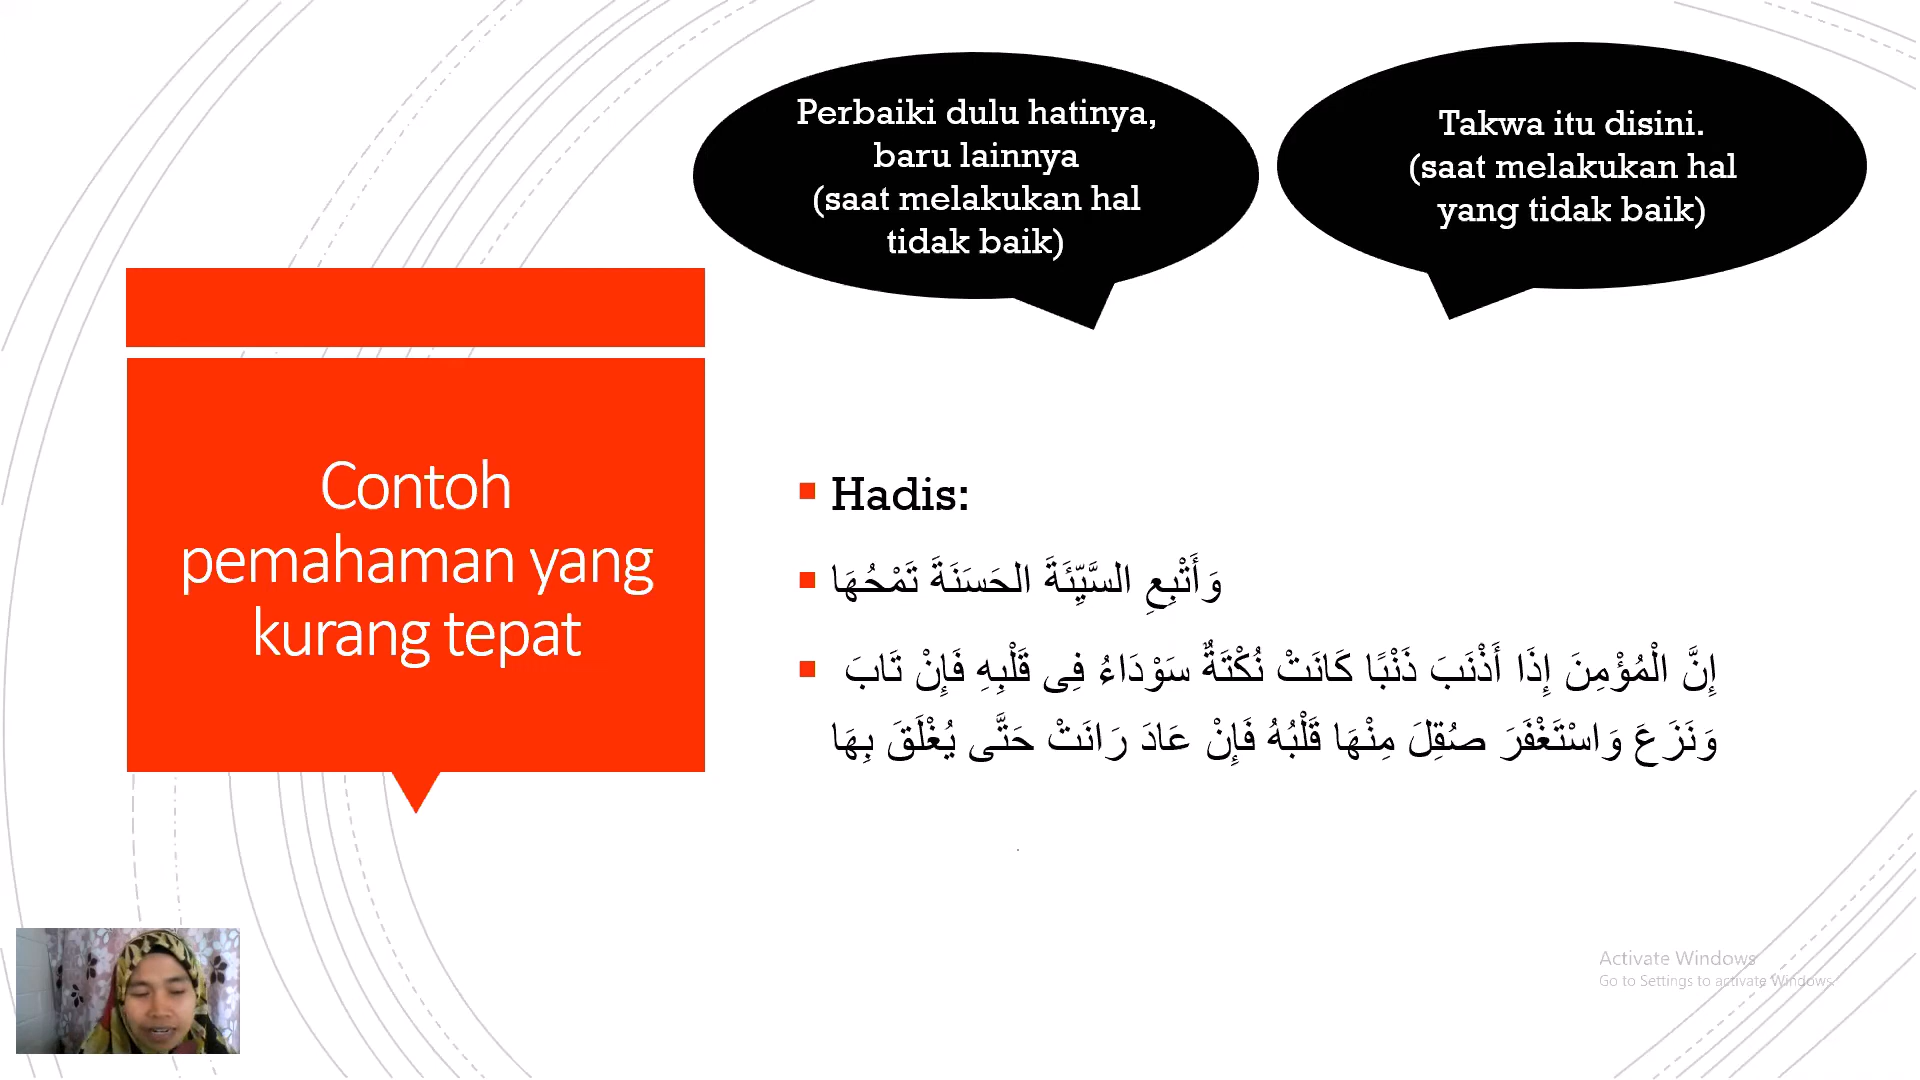 Perbaiki dulu hatinya,
baru lainnya
(saat melakukan hal
tidak baik)
Takwa itu disini.
(saat melakukan hal
yang tidak baik)
Contoh
pemahaman yang
kurang tepat
Hadis:
وَأَتْبِعِ السَّيِّئَةَ الحَسَنَةَ تَمْحُهَا
إِنَّ الْمُؤْمِنَ إِذَا أَذْنَبَ ذَنْبًا كَانَتْ نُكْتَةٌ سَوْدَاءُ فِى قَلْبِهِ فَإِنْ تَابَ
وَنَزَعَ وَاسْتَغْفَرَ صُقِلَ مِنْهَا قَلْبُهُ فَإِنْ عَادَ رَانَتْ حَتَّى يُغْلَقَ بِهَا
Activate Windows
Go to Settings to activate Windows.